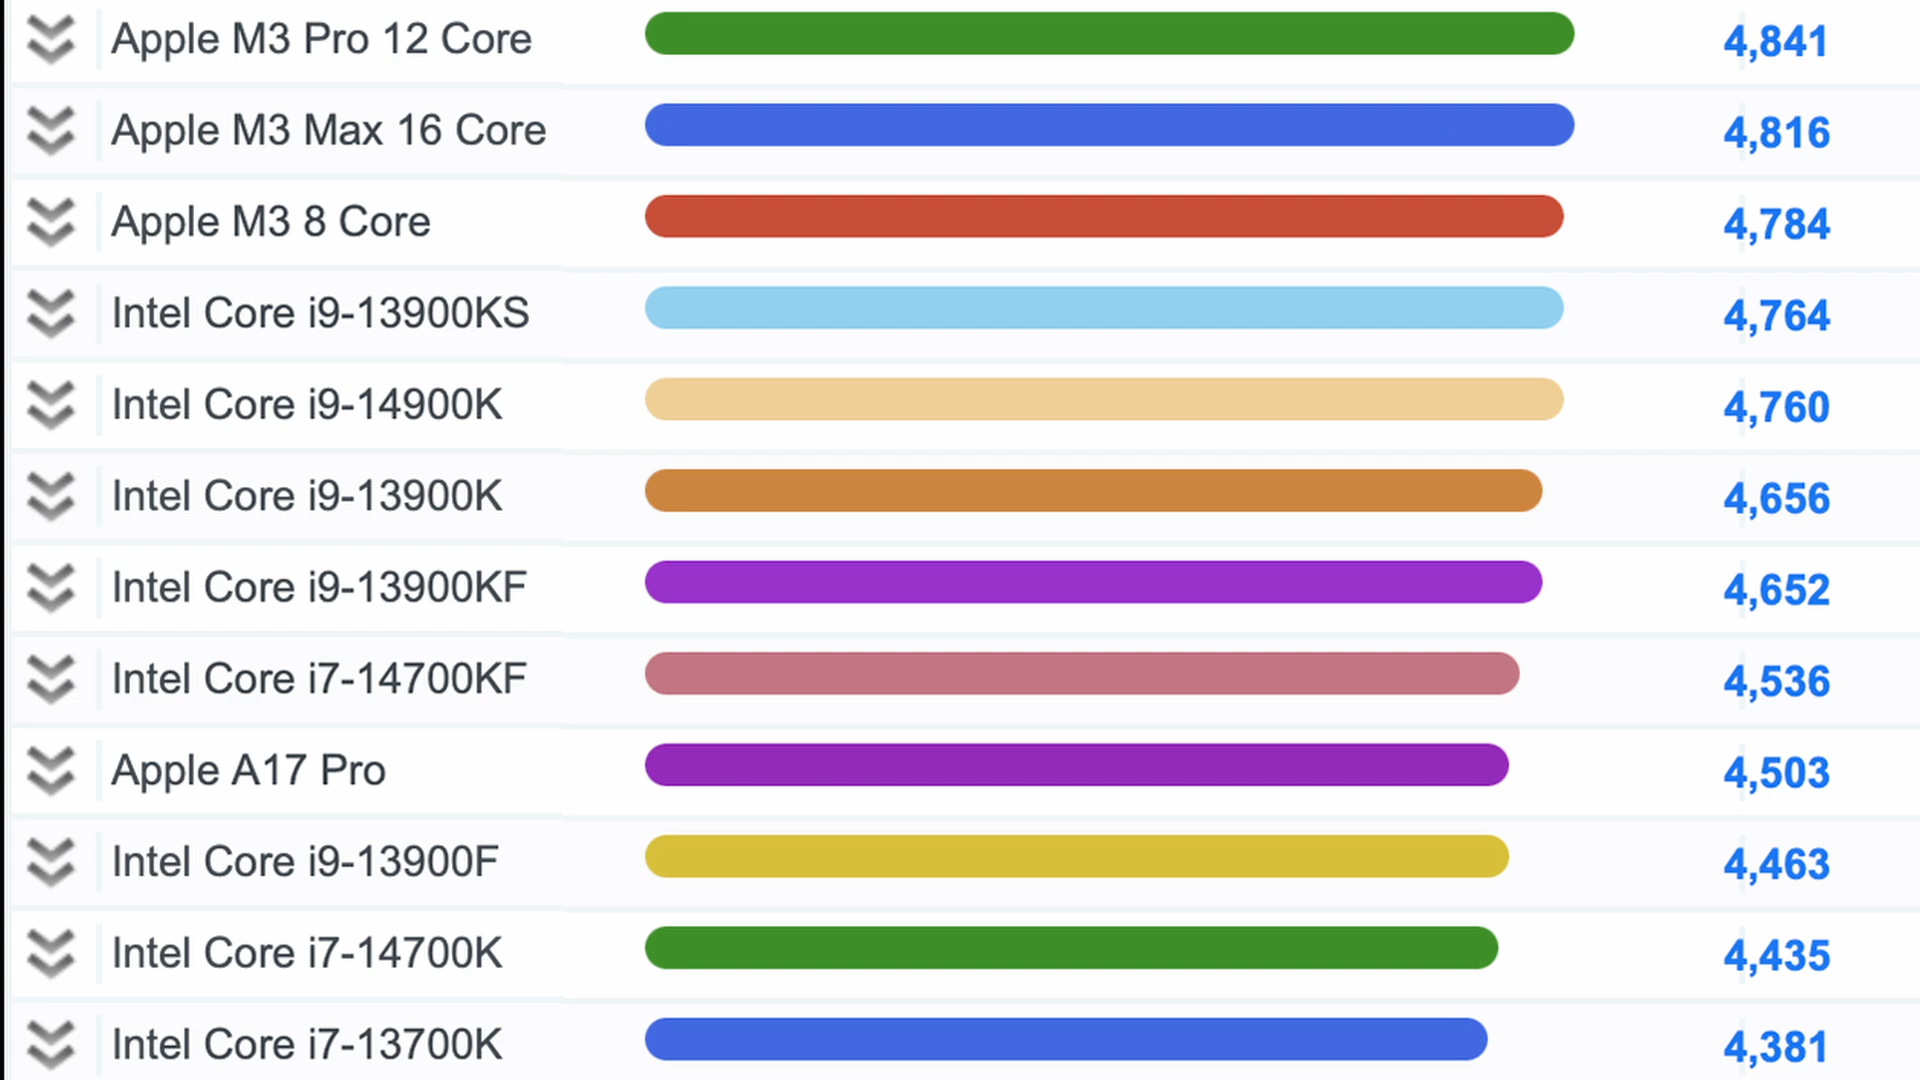 Apple M3 Pro 12 Core 4,841
Apple M3 Max 16 Core 4,816
Apple M3 8 Core 4,784
Intel Core i9-13900KS 4,764
Intel Core i9-14900K 4,760
Intel Core i9-13900K 4,656
Intel Core i9-13900KF 4,652
Intel Core i7-14700KF 4,536
Apple A17 Pro 4,503
Intel Core i9-13900F 4,463
Intel Core i7-14700K 4,435
Intel Core i7-13700K 4,381